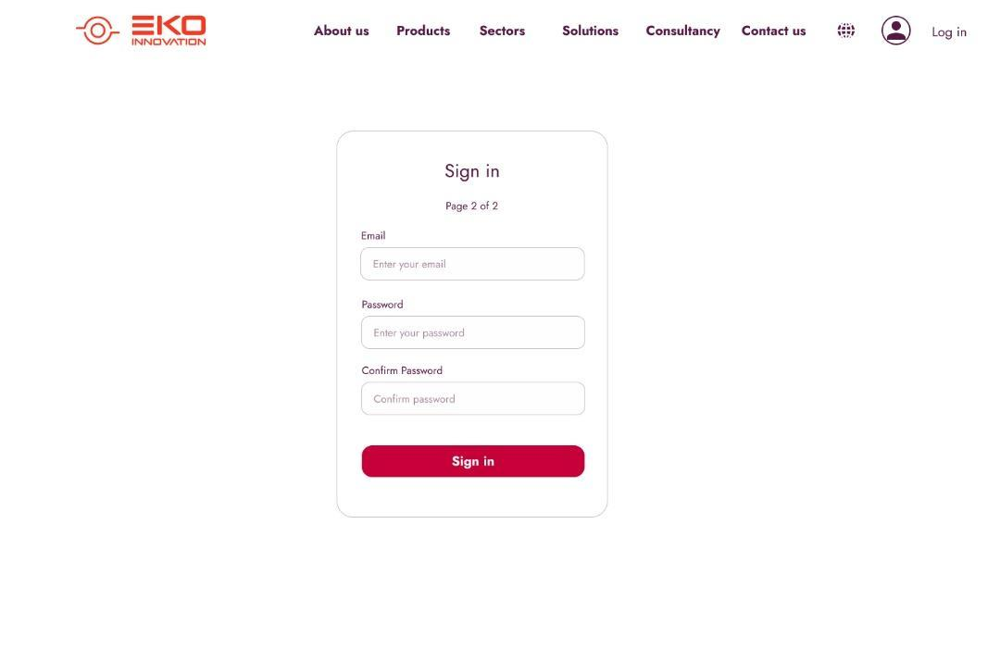 EKO
INNOVATION
About us Products Sectors Solutions Consultancy Contact us Log in
Sign in
Page 2 of 2
Email
Enter your email
Password
Enter your password
Confirm Password
Confirm password
Sign in